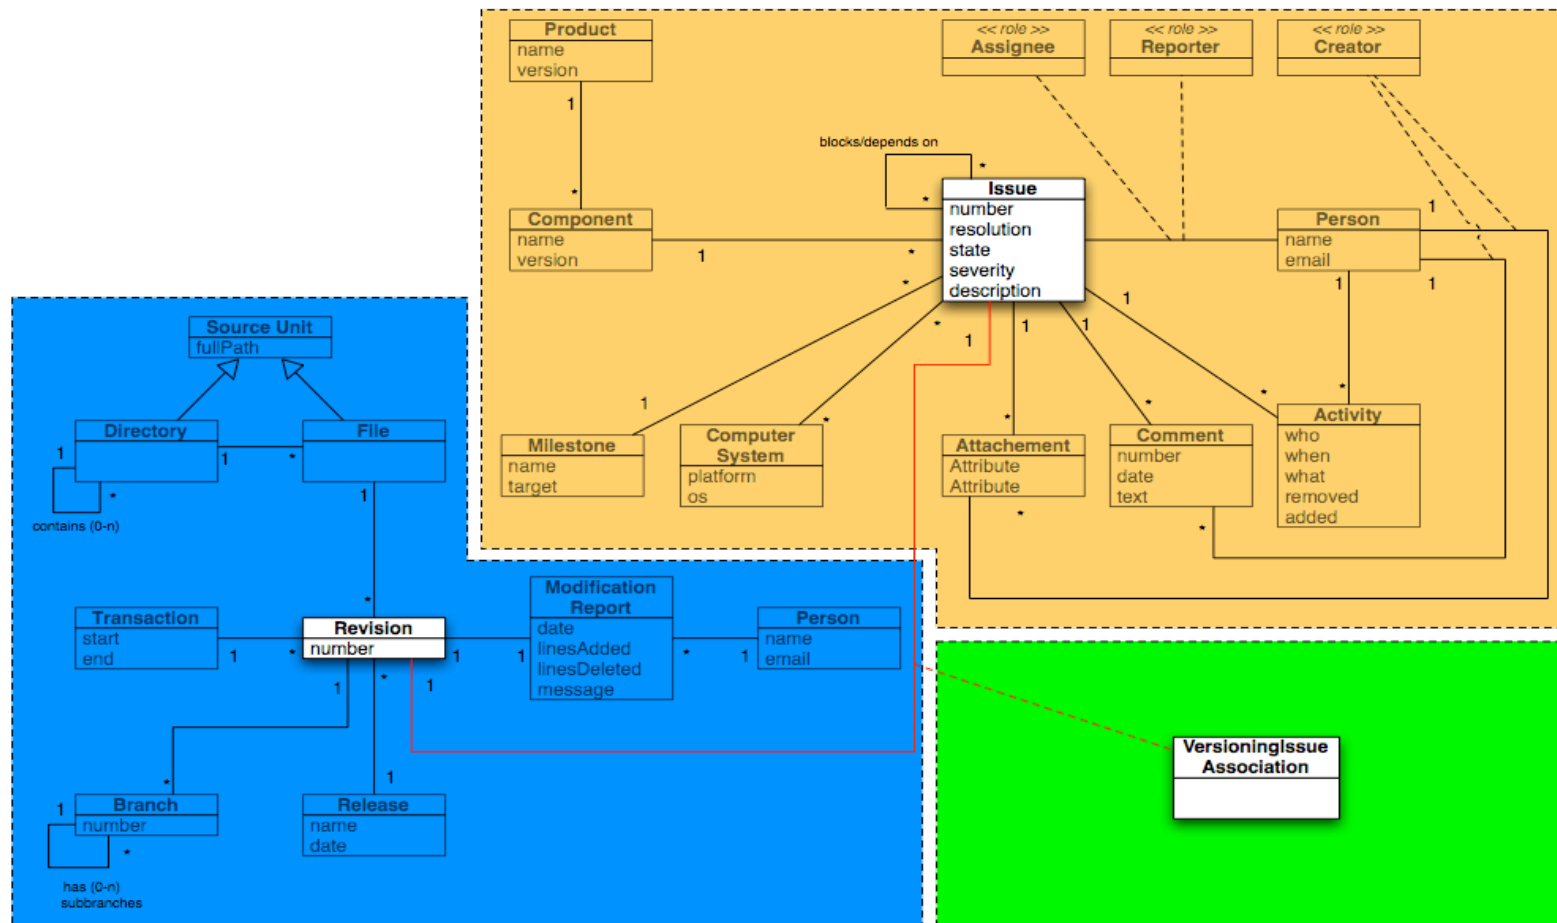 Product
name
version
1
*
Component
name
version
<< role >>
Assignee
<< role >>
Reporter
<< role >>
Creator
blocks/depends on
*
*
Issue
number
resolution
state
severity
description
1
*
*
*
1
1
1
1
Person
name
email
1
1
1
*
1
*
*
*
*
Milestone
name
target
Computer
System
platform
os
Attachement
Attribute
Attribute
*
Comment
number
date
text
*
Activity
who
when
what
removed
added
Source Unit
fullPath
Directory
1
*
contains (0-n)
1
*
File
1
*
Transaction
start
end
1
*
Revision
number
1
*
1
1
1
Modification
Report
date
linesAdded
linesDeleted
message
*
1
Person
name
email
*
1
Branch
number
1
*
has (0-n)
subbranches
Release
name
date
VersioningIssue
Association